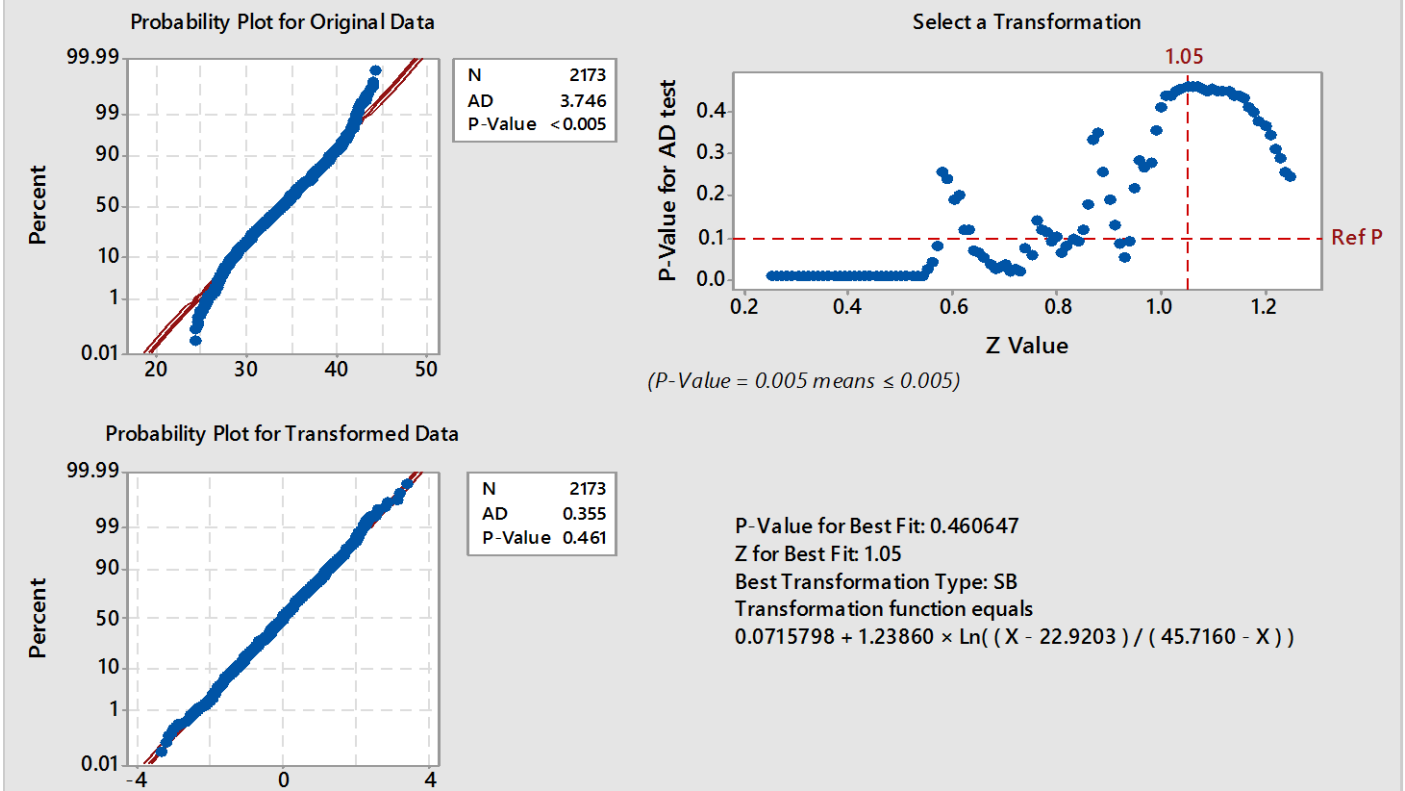 Probability Plot for Original Data
99.99
99
90
50
10
1
0.01
Percent
20 30 40 50
N 2173
AD 3.746
P-Value <0.005
Select a Transformation
1.05
0.4
0.3
0.2
0.1
0.0
P-Value for AD test
Ref P
0.2 0.4 0.6 0.8 1.0 1.2
Z Value
(P-Value = 0.005 means ≤ 0.005)
Probability Plot for Transformed Data
99.99
99
90
50
10
1
0.01
Percent
-4 0 4
N 2173
AD 0.355
P-Value 0.461
P-Value for Best Fit: 0.460647
Z for Best Fit: 1.05
Best Transformation Type: SB
Transformation function equals
0.0715798 + 1.23860 × Ln( ( X - 22.9203 ) / ( 45.7160 - X ) )